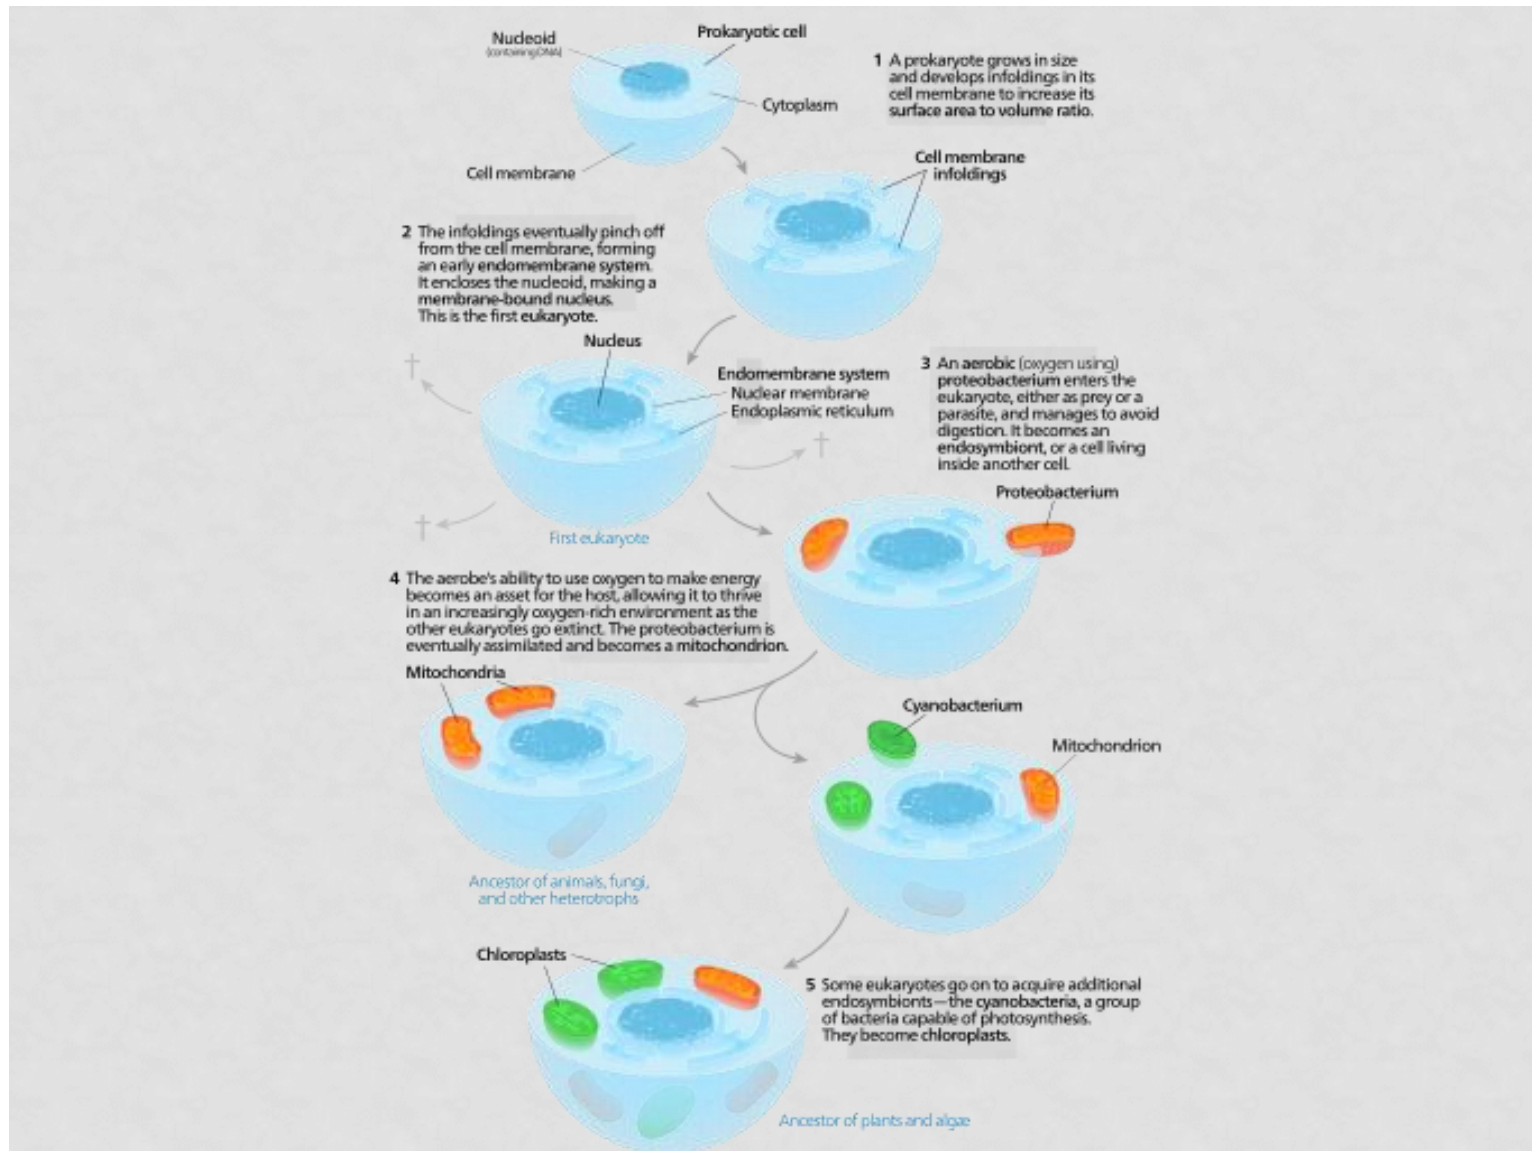 Nucleoid
(containing DNA)
Prokaryotic cell
Cytoplasm
Cell membrane
1 A prokaryote grows in size
and develops infoldings in its
cell membrane to increase its
surface area to volume ratio.
Cell membrane
infoldings
2 The infoldings eventually pinch off
from the cell membrane, forming
an early endomembrane system.
It encloses the nucleoid, making a
membrane-bound nucleus.
This is the first eukaryote.
Nucleus
Endomembrane system
Nuclear membrane
Endoplasmic reticulum
First eukaryote
3 An aerobic (oxygen using)
proteobacterium enters the
eukaryote, either as prey or a
parasite, and manages to avoid
digestion. It becomes an
endosymbiont, or a cell living
inside another cell.
Proteobacterium
4 The aerobe's ability to use oxygen to make energy
becomes an asset for the host, allowing it to thrive
in an increasingly oxygen-rich environment as the
other eukaryotes go extinct. The proteobacterium is
eventually assimilated and becomes a mitochondrion.
Mitochondria
Ancestor of animals, fungi,
and other heterotrophs
Cyanobacterium
Mitochondrion
Chloroplasts
5 Some eukaryotes go on to acquire additional
endosymbionts—the cyanobacteria, a group
of bacteria capable of photosynthesis.
They become chloroplasts.
Ancestor of plants and algae